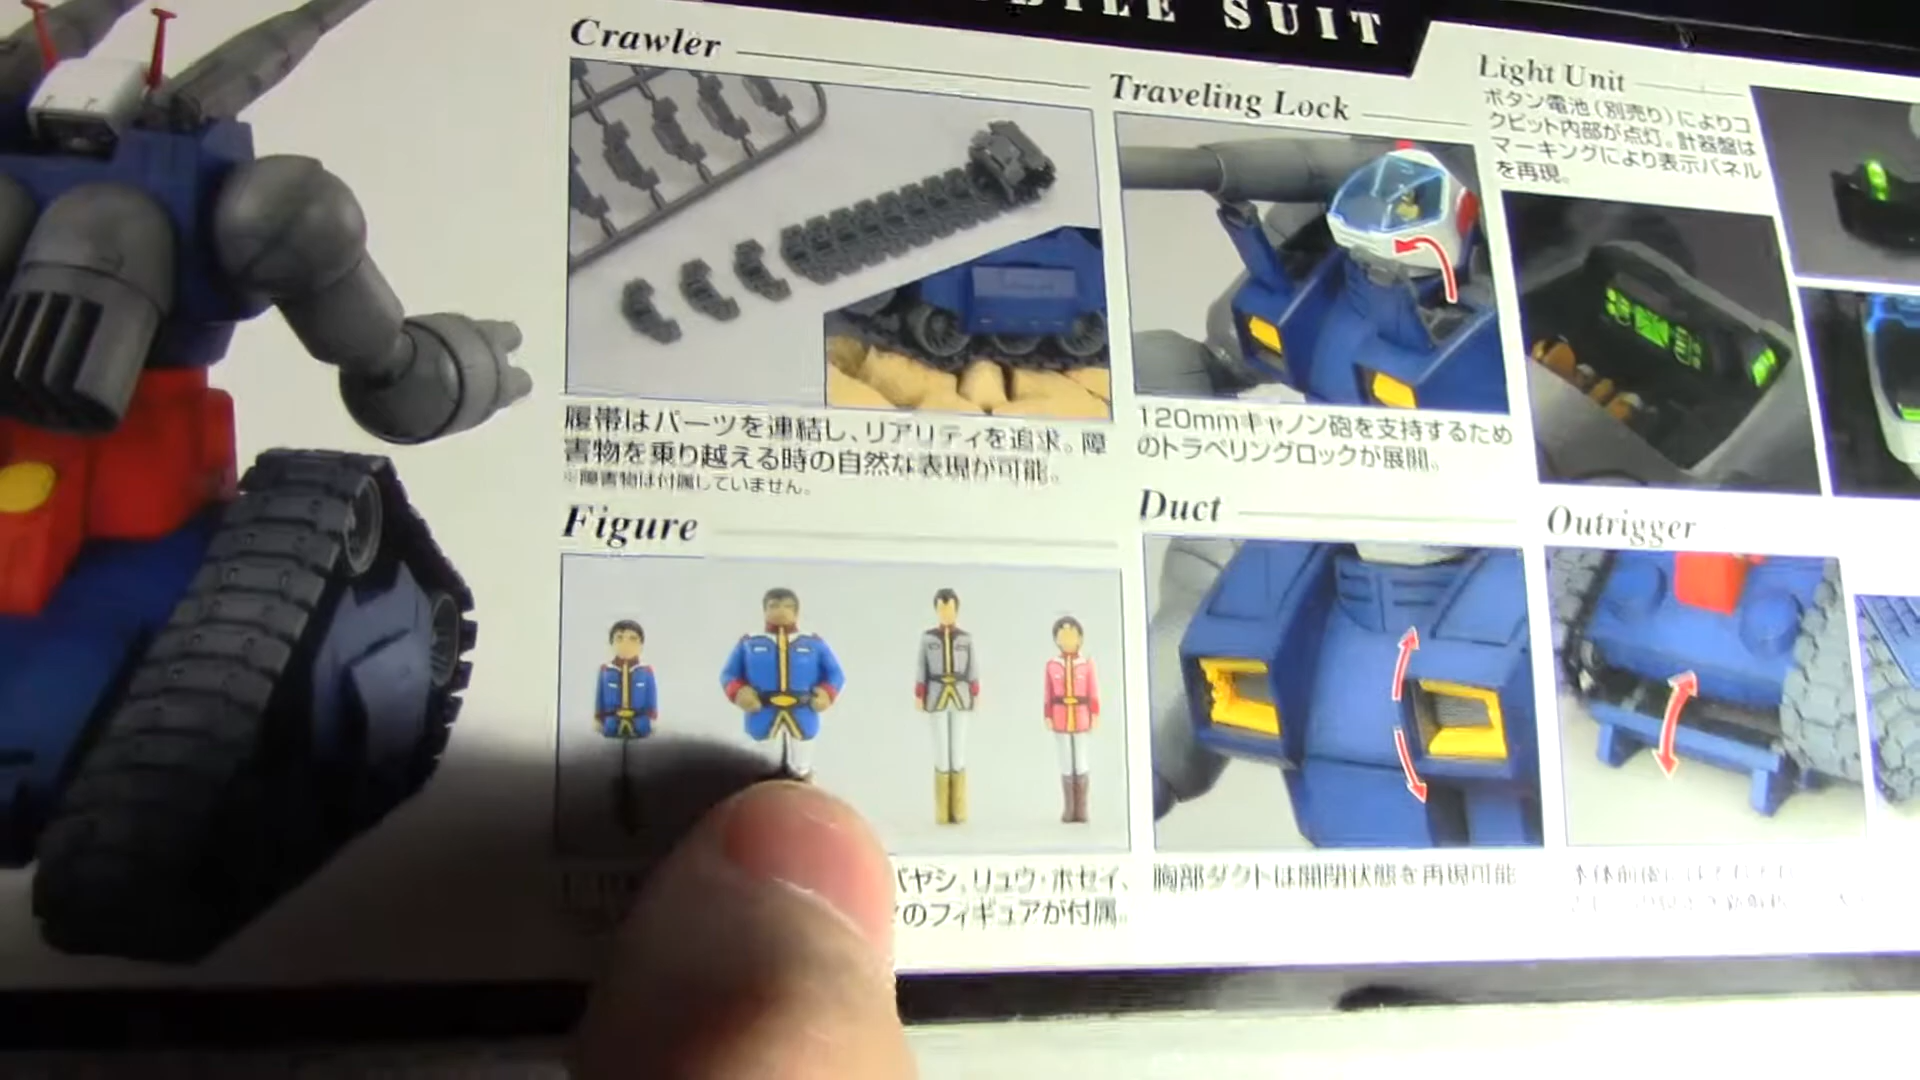 SUIT
Crawler
履帯はパーツを連結し、リアリティを追求。障
害物を乗り越える時の自然な表現が可能。
※障害物は付属していません。
Traveling Lock
120mmキャノン砲を支持するため
のトラベリングロックが展開。
Light Unit
ボタン電池(別売り)によりコ
クピット内部が点灯。計器盤は
マーキングにより表示パネル
を再現。
Figure
バヤシ、リュウ・ホセイ、
のフィギュアが付属。
Duct
胸部ダクトは開閉状態を再現可能
Outrigger